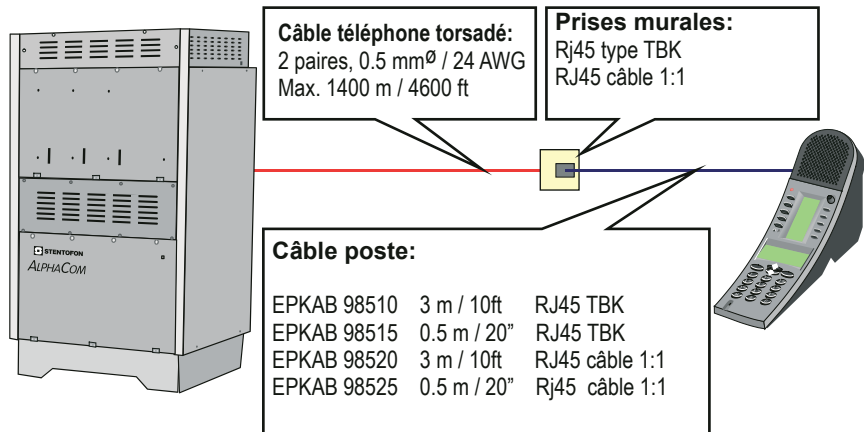 Câble téléphone torsadé:
2 paires, 0.5 mmØ / 24 AWG
Max. 1400 m / 4600 ft
Prises murales:
Rj45 type TBK
RJ45 câble 1:1
STENTOFON
ALPHACOM
Câble poste:
EPKAB 98510 3 m / 10ft RJ45 TBK
EPKAB 98515 0.5 m / 20” RJ45 TBK
EPKAB 98520 3 m / 10ft RJ45 câble 1:1
EPKAB 98525 0.5 m / 20” Rj45 câble 1:1